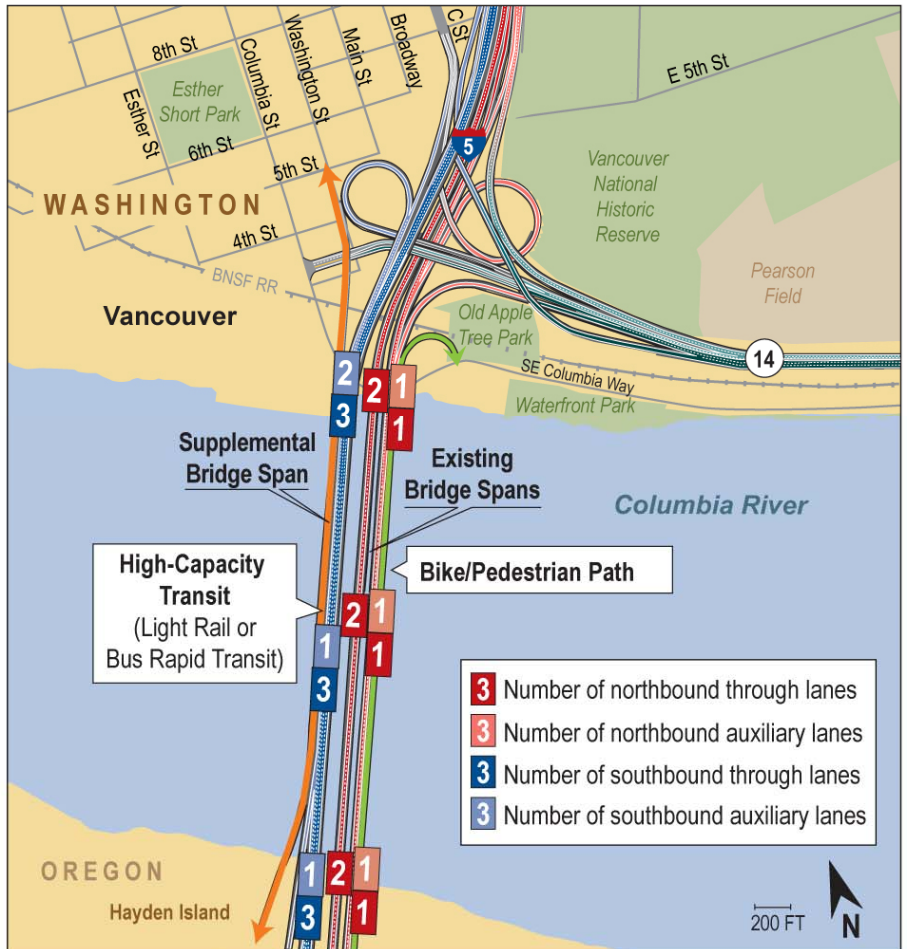 8th St
Columbia St
Washington St
Main St
Broadway
C St
E 5th St
Esther
Short Park
Esther St
6th St
5th St
5
Vancouver
National
Historic
Reserve
WASHINGTON
4th St
BNSF RR
Pearson
Field
Vancouver
Old Apple
Tree Park
14
SE Columbia Way
Waterfront Park
2
3
2
1
1
Supplemental
Bridge Span
Existing
Bridge Spans
Columbia River
High-Capacity
Transit
(Light Rail or
Bus Rapid Transit)
Bike/Pedestrian Path
1
3
2
1
1
3 Number of northbound through lanes
3 Number of northbound auxiliary lanes
3 Number of southbound through lanes
3 Number of southbound auxiliary lanes
OREGON
Hayden Island
1
3
2
1
1
200 FT
N